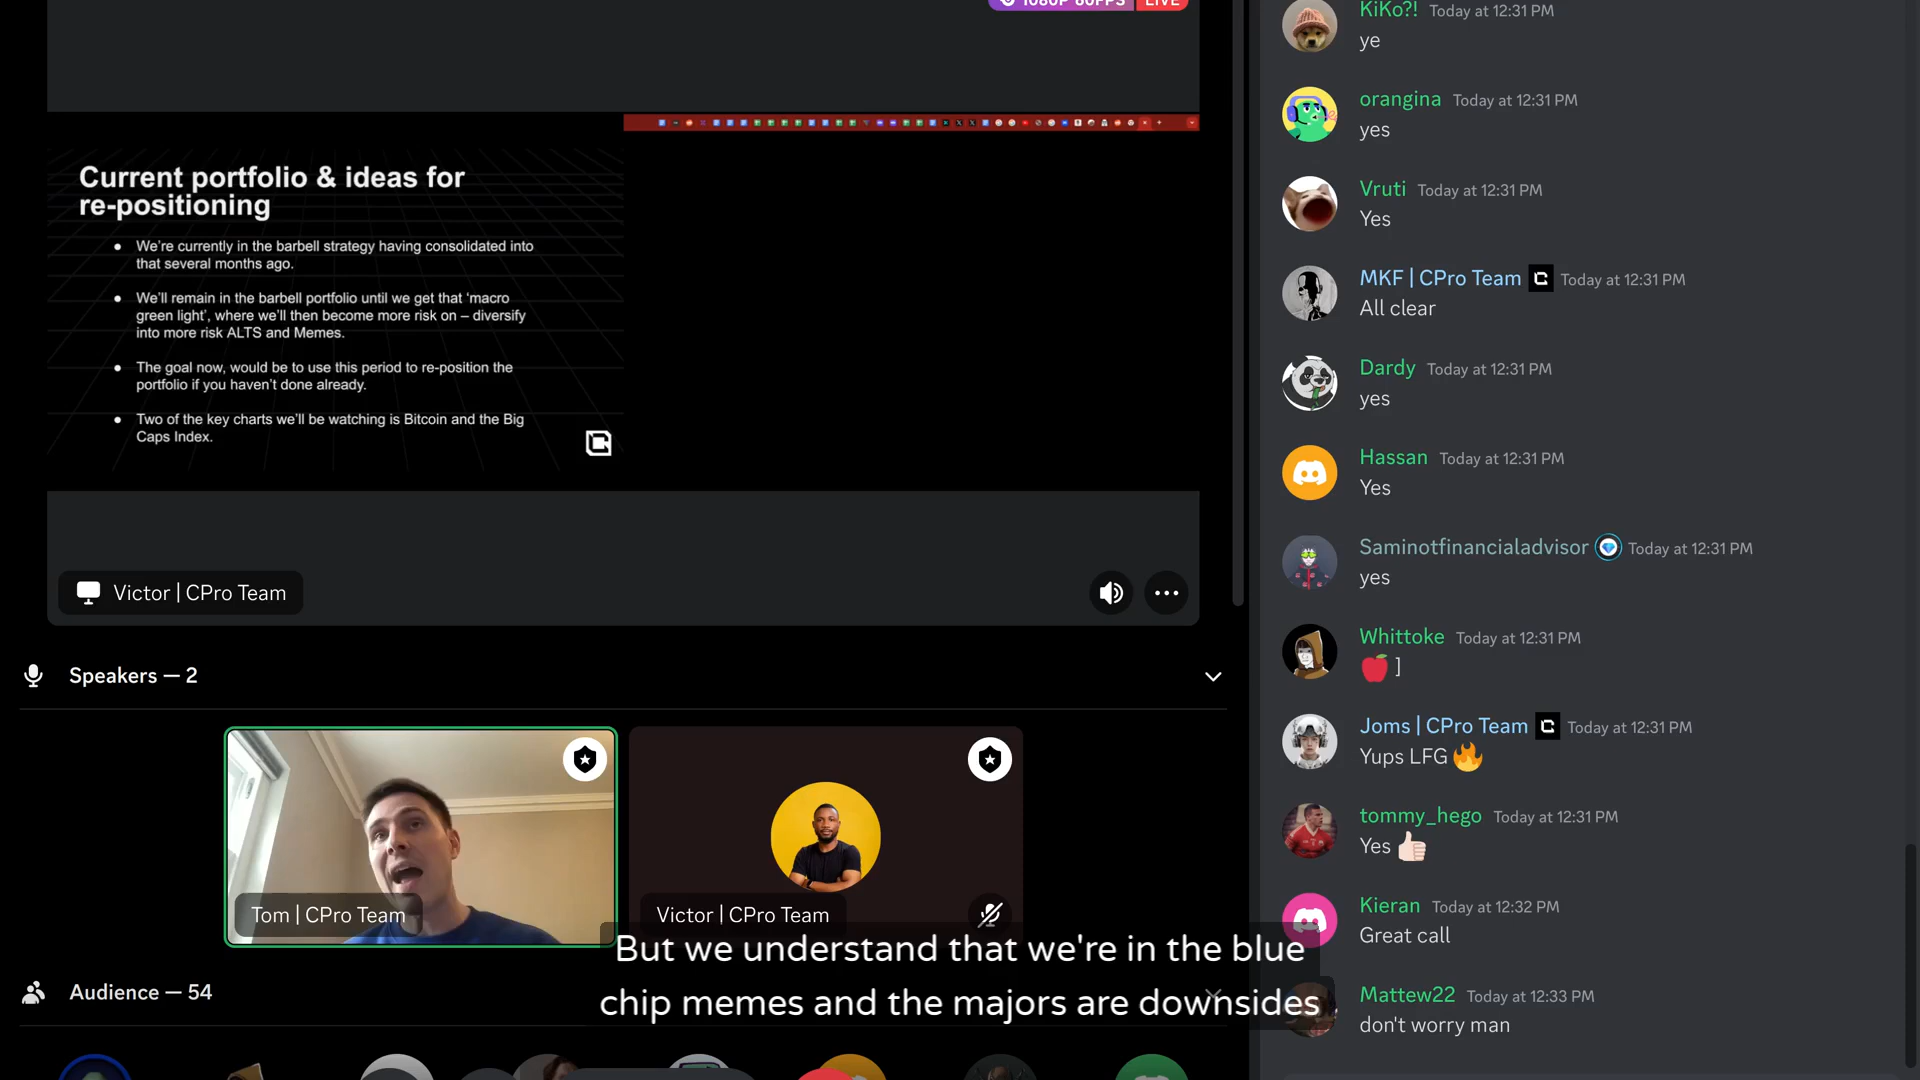 1080P 60FPS LIVE
Current portfolio & ideas for
re-positioning
● We're currently in the barbell strategy having consolidated into
that several months ago.
● We'll remain in the barbell portfolio until we get that 'macro
green light', where we'll then become more risk on – diversify
into more risk ALTS and Memes.
● The goal now, would be to use this period to re-position the
portfolio if you haven't done already.
● Two of the key charts we'll be watching is Bitcoin and the Big
Caps Index.
Victor | CPro Team
Speakers — 2
Tom | CPro Team
Victor | CPro Team
But we understand that we're in the blue
chip memes and the majors are downsides
Audience — 54
KiKo?! Today at 12:31 PM
ye
orangina Today at 12:31 PM
yes
Vruti Today at 12:31 PM
Yes
MKF | CPro Team Today at 12:31 PM
All clear
Dardy Today at 12:31 PM
yes
Hassan Today at 12:31 PM
Yes
Saminotfinancialadvisor Today at 12:31 PM
yes
Whittoke Today at 12:31 PM
🍎 ]
Joms | CPro Team Today at 12:31 PM
Yups LFG 🔥
tommy_hego Today at 12:31 PM
Yes 👍🏻
Kieran Today at 12:32 PM
Great call
Mattew22 Today at 12:33 PM
don't worry man